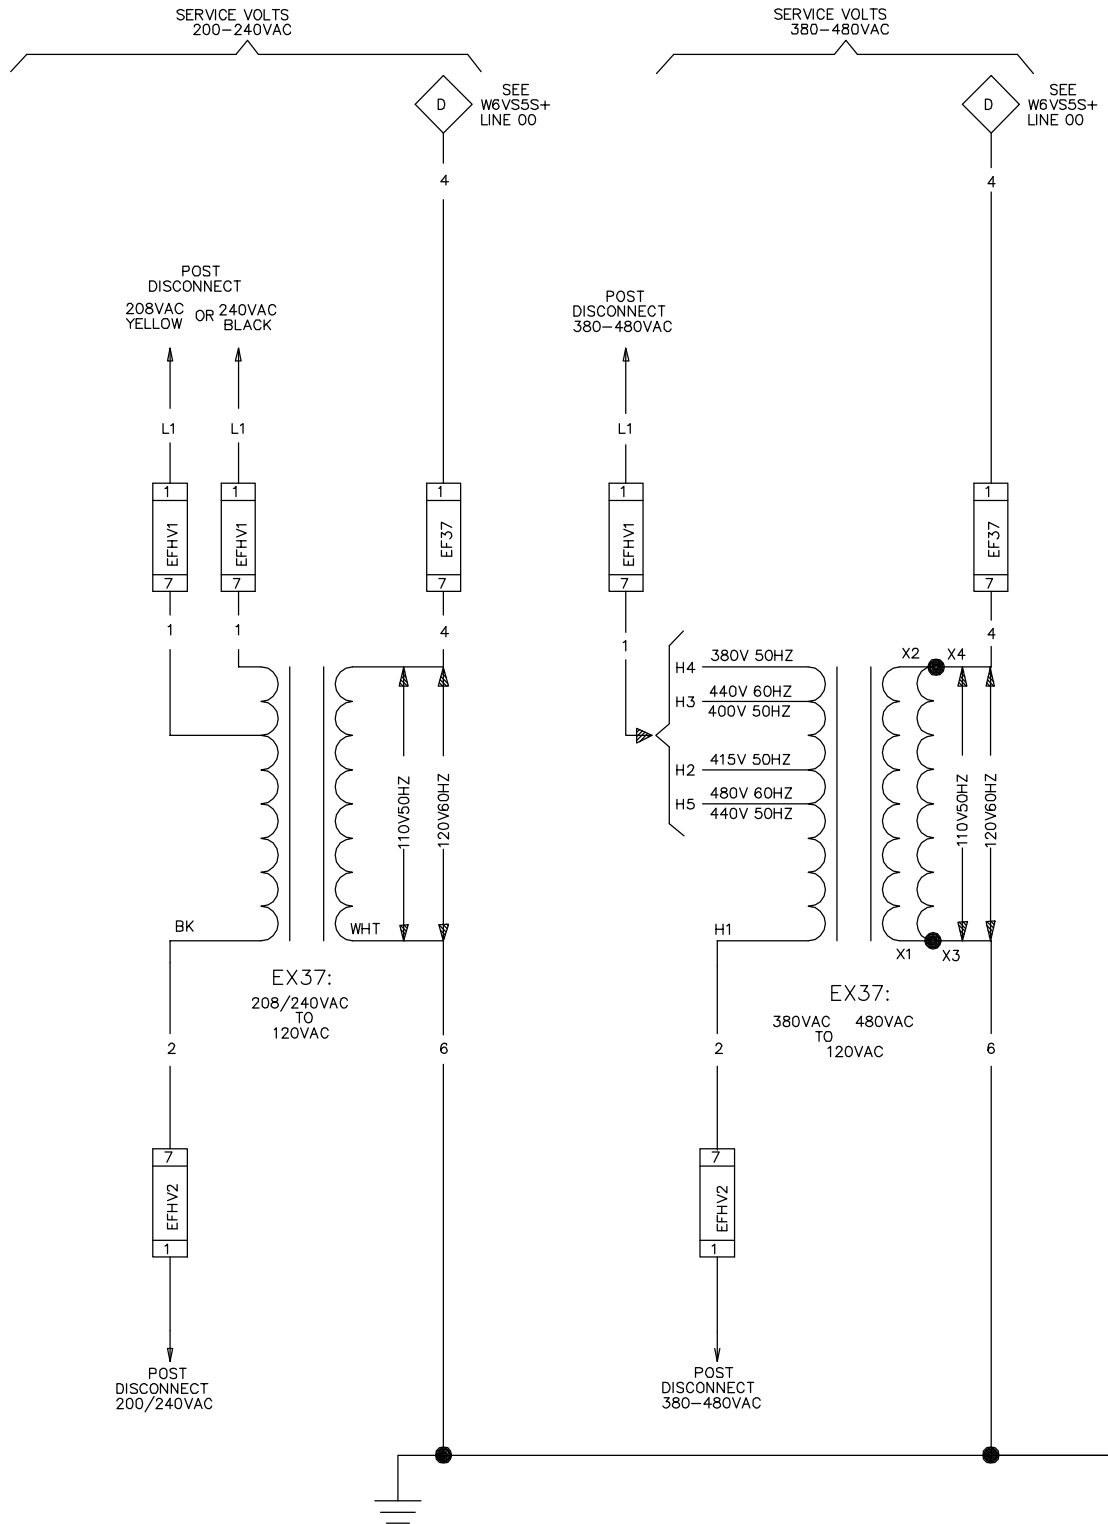 SERVICE VOLTS
200-240VAC
SERVICE VOLTS
380-480VAC
D
SEE
W6VS5S+
LINE 00
D
SEE
W6VS5S+
LINE 00
4
4
POST
DISCONNECT
208VAC OR 240VAC
YELLOW BLACK
POST
DISCONNECT
380-480VAC
L1
L1
L1
1
1
1
1
1
EFHV1
EFHV1
EF37
EFHV1
EF37
7
7
7
7
7
1
1
4
1
4
X2
X4
H4
380V 50HZ
H3
440V 60HZ
400V 50HZ
H2
415V 50HZ
H5
480V 60HZ
440V 50HZ
110V50HZ
120V60HZ
110V50HZ
120V60HZ
BK
WHT
H1
X1
X3
EX37:
208/240VAC
TO
120VAC
EX37:
380VAC 480VAC
TO
120VAC
2
6
2
6
7
EFHV2
1
7
EFHV2
1
POST
DISCONNECT
200/240VAC
POST
DISCONNECT
380-480VAC